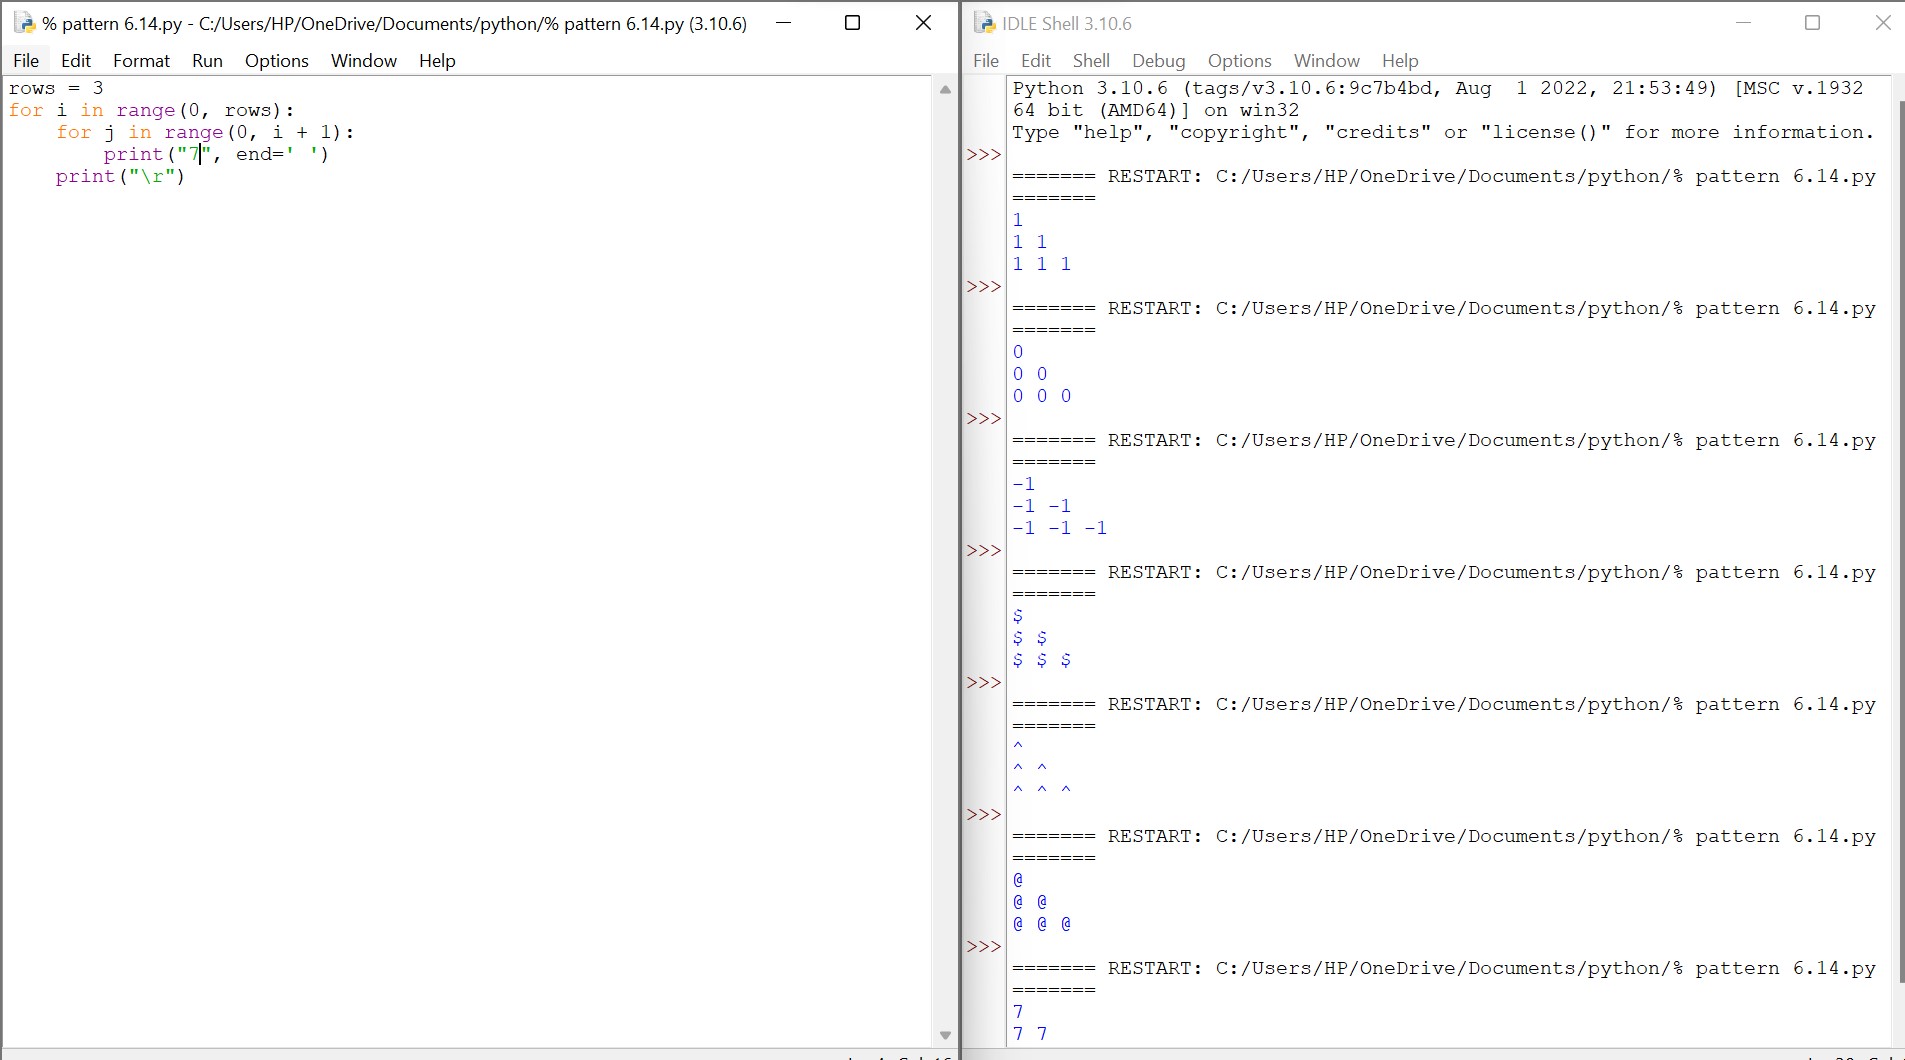 % pattern 6.14.py - C:/Users/HP/OneDrive/Documents/python/% pattern 6.14.py (3.10.6)
File Edit Format Run Options Window Help
rows = 3
for i in range(0, rows):
    for j in range(0, i + 1):
        print("7", end=' ')
    print("\r")
IDLE Shell 3.10.6
File Edit Shell Debug Options Window Help
Python 3.10.6 (tags/v3.10.6:9c7b4bd, Aug  1 2022, 21:53:49) [MSC v.1932
64 bit (AMD64)] on win32
Type "help", "copyright", "credits" or "license()" for more information.
>>>
======= RESTART: C:/Users/HP/OneDrive/Documents/python/% pattern 6.14.py
=======
1
1 1
1 1 1
>>>
======= RESTART: C:/Users/HP/OneDrive/Documents/python/% pattern 6.14.py
=======
0
0 0
0 0 0
>>>
======= RESTART: C:/Users/HP/OneDrive/Documents/python/% pattern 6.14.py
=======
-1
-1 -1
-1 -1 -1
>>>
======= RESTART: C:/Users/HP/OneDrive/Documents/python/% pattern 6.14.py
=======
$
$ $
$ $ $
>>>
======= RESTART: C:/Users/HP/OneDrive/Documents/python/% pattern 6.14.py
=======
^
^ ^
^ ^ ^
>>>
======= RESTART: C:/Users/HP/OneDrive/Documents/python/% pattern 6.14.py
=======
@
@ @
@ @ @
>>>
======= RESTART: C:/Users/HP/OneDrive/Documents/python/% pattern 6.14.py
=======
7
7 7